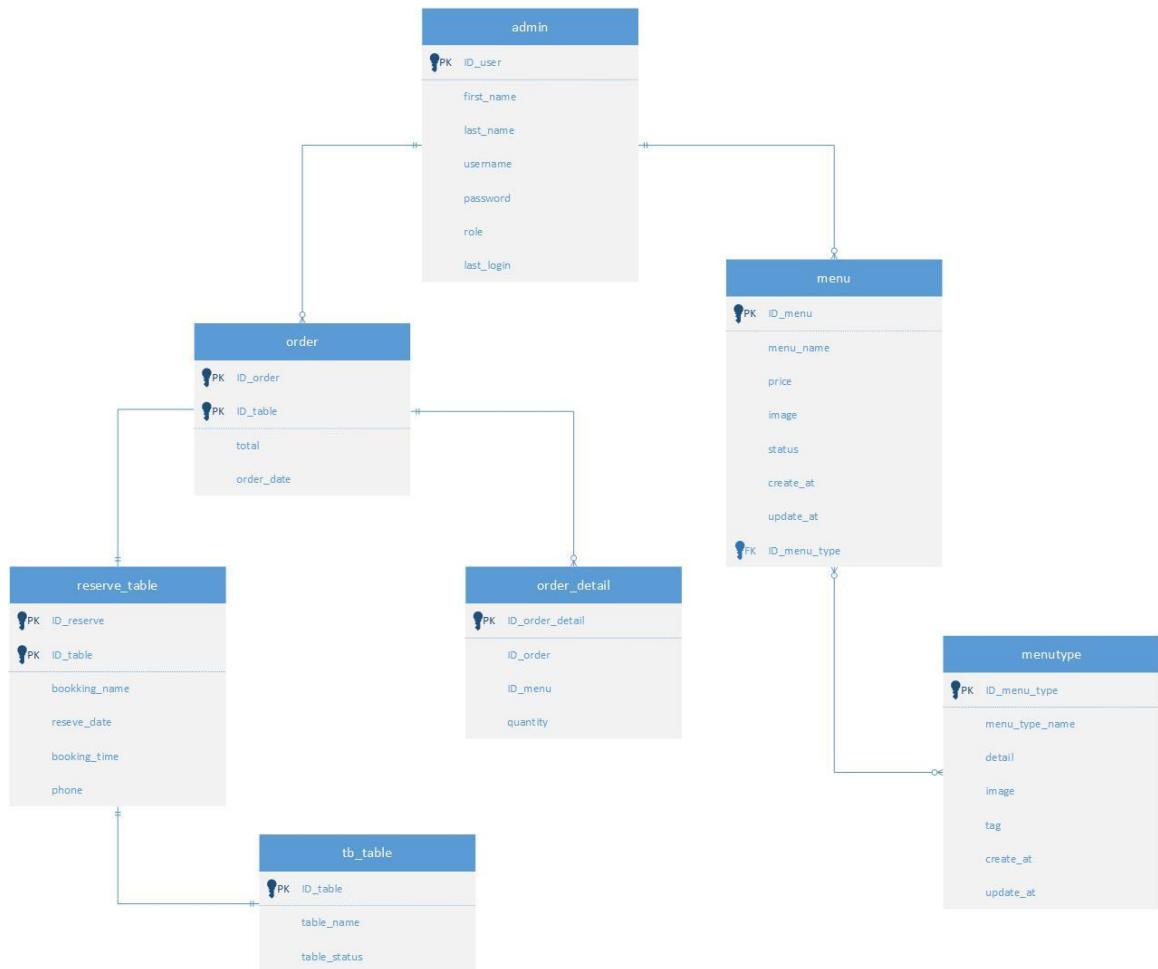 admin
PK ID_user
first_name
last_name
username
password
role
last_login
menu
PK ID_menu
menu_name
price
image
status
create_at
update_at
FK ID_menu_type
order
PK ID_order
PK ID_table
total
order_date
reserve_table
PK ID_reserve
PK ID_table
bookking_name
reseve_date
booking_time
phone
order_detail
PK ID_order_detail
ID_order
ID_menu
quantity
menutype
PK ID_menu_type
menu_type_name
detail
image
tag
create_at
update_at
tb_table
PK ID_table
table_name
table_status